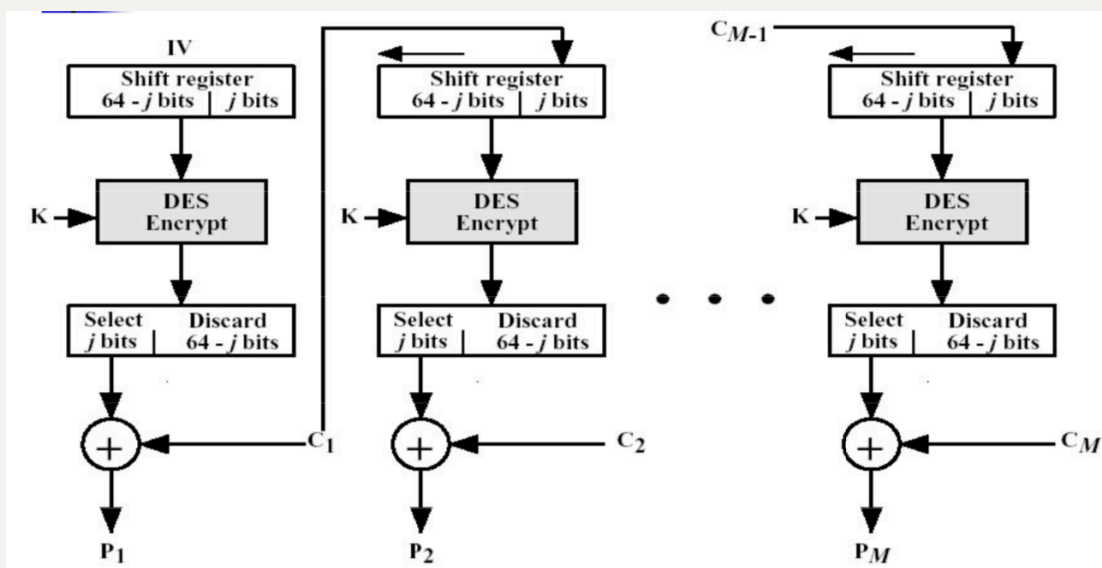 IV
Shift register
64 - j bits | j bits
K
DES
Encrypt
Select Discard
j bits | 64 - j bits
+
C1
P1
Shift register
64 - j bits | j bits
K
DES
Encrypt
Select Discard
j bits | 64 - j bits
+
C2
P2
• • •
CM-1
Shift register
64 - j bits | j bits
K
DES
Encrypt
Select Discard
j bits | 64 - j bits
+
CM
PM